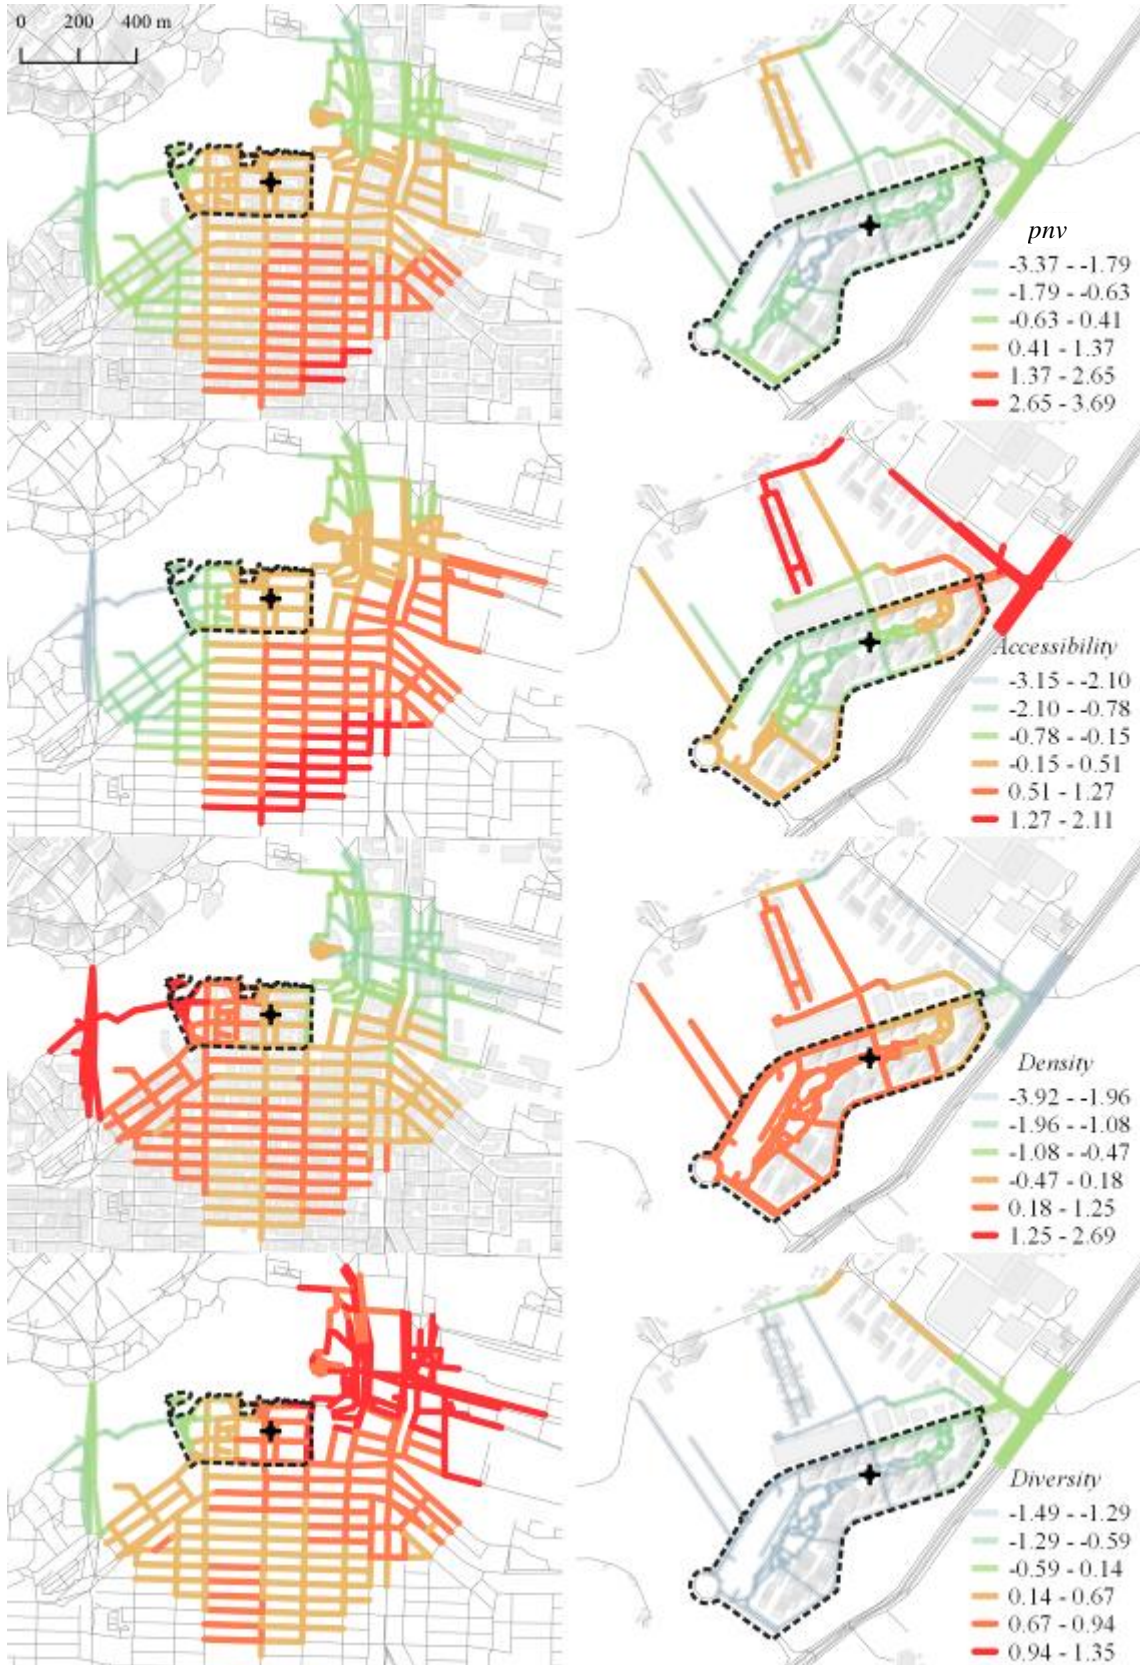 0 200 400 m
pnv
-3.37 - -1.79
-1.79 - -0.63
-0.63 - 0.41
0.41 - 1.37
1.37 - 2.65
2.65 - 3.69
Accessibility
-3.15 - -2.10
-2.10 - -0.78
-0.78 - -0.15
-0.15 - 0.51
0.51 - 1.27
1.27 - 2.11
Density
-3.92 - -1.96
-1.96 - -1.08
-1.08 - -0.47
-0.47 - 0.18
0.18 - 1.25
1.25 - 2.69
Diversity
-1.49 - -1.29
-1.29 - -0.59
-0.59 - 0.14
0.14 - 0.67
0.67 - 0.94
0.94 - 1.35